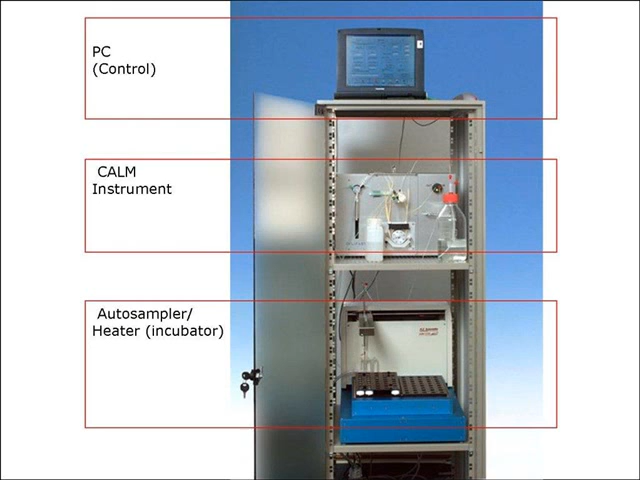 PC
(Control)
CALM
Instrument
Autosampler/
Heater (incubator)